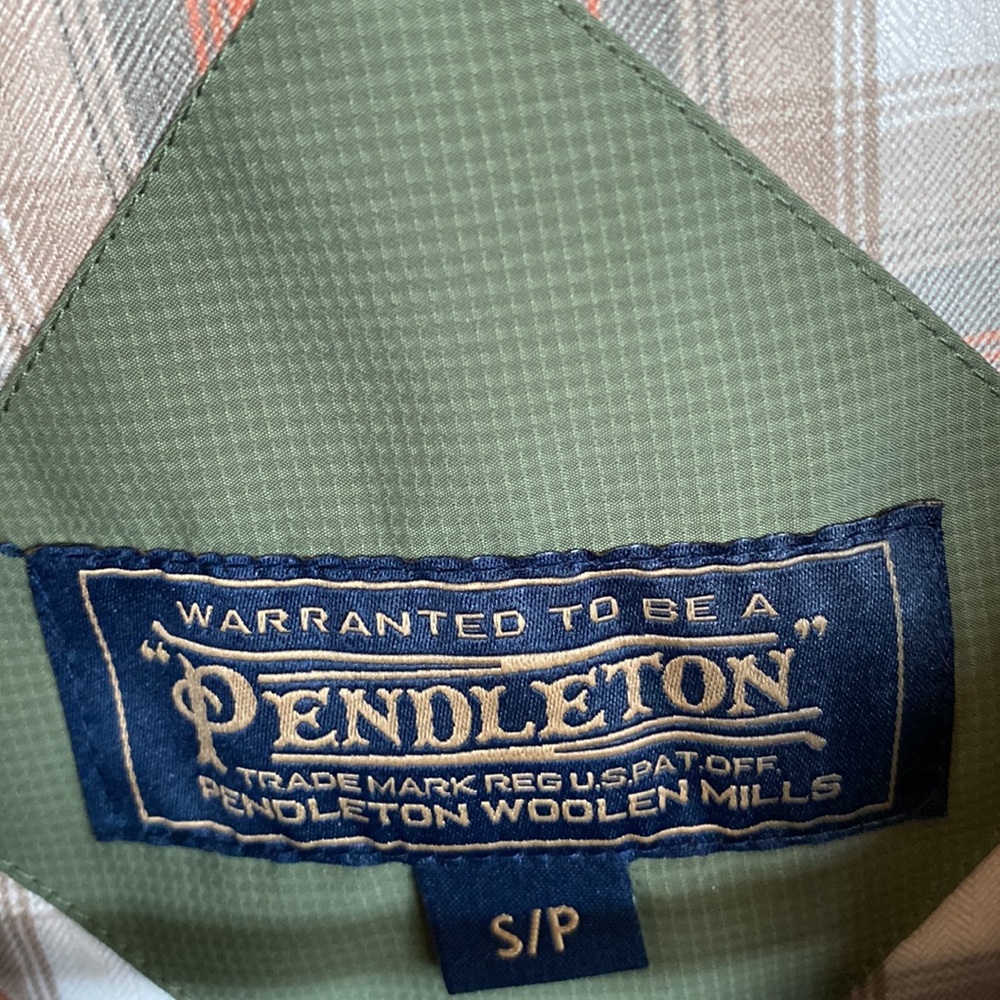 WARRANTED TO BE A
"PENDLETON"
TRADE MARK REG U.S.PAT.OFF.
PENDLETON WOOLEN MILLS
S/P